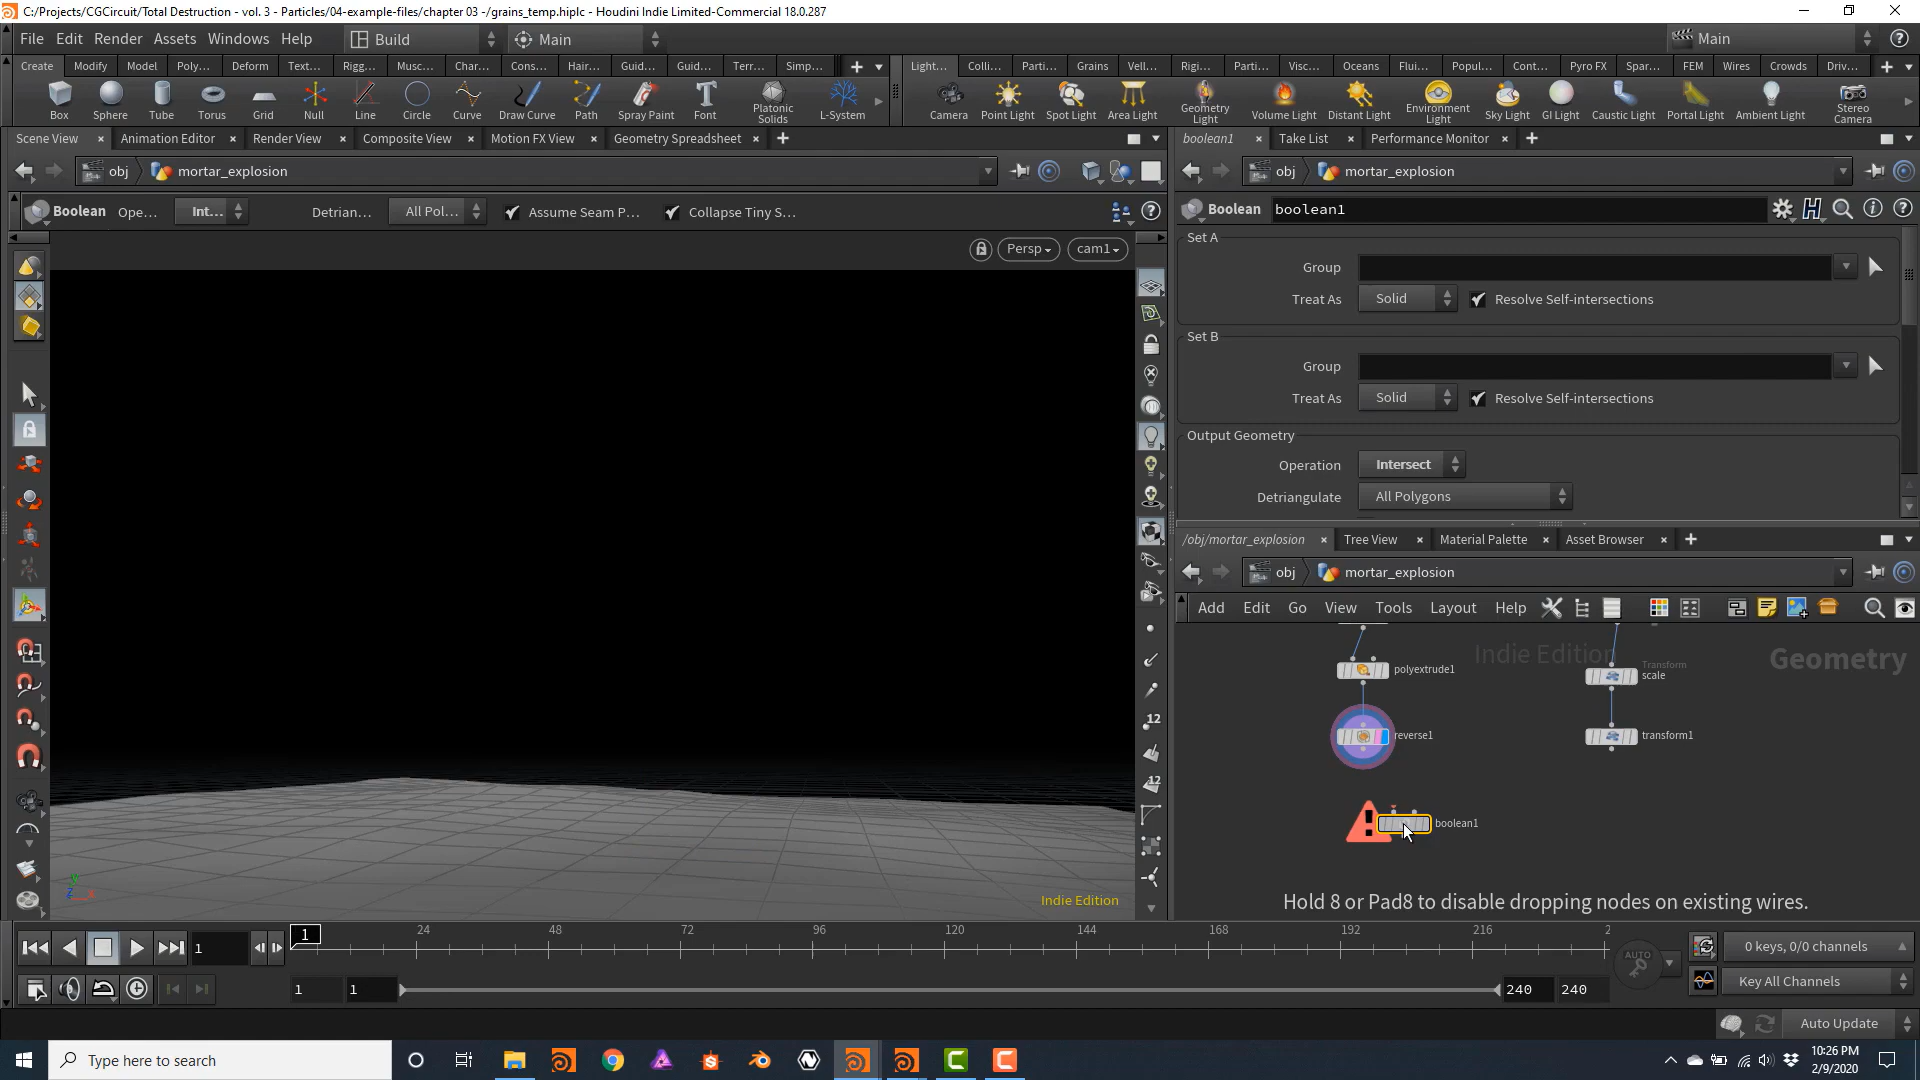 C:/Projects/CGCircuit/Total Destruction - vol. 3 - Particles/04-example-files/chapter 03 -/grains_temp.hiplc - Houdini Indie Limited-Commercial 18.0.287
File Edit Render Assets Windows Help Build Main Main
Create Modify Model Poly... Deform Text... Rigg... Musc... Char... Cons... Hair... Guid... Guid... Terr... Simp... Light... Colli... Parti... Grains Vell... Rigi... Parti... Visc... Oceans Flui... Popul... Cont... Pyro FX Spar... FEM Wires Crowds Driv...
Box Sphere Tube Torus Grid Null Line Circle Curve Draw Curve Path Spray Paint Font Platonic Solids L-System Camera Point Light Spot Light Area Light Geometry Light Volume Light Distant Light Environment Light Sky Light GI Light Caustic Light Portal Light Ambient Light Stereo Camera
Scene View Animation Editor Render View Composite View Motion FX View Geometry Spreadsheet boolean1 Take List Performance Monitor
obj mortar_explosion obj mortar_explosion
Boolean Ope... Int... Detrian... All Pol... Assume Seam P... Collapse Tiny S... Boolean boolean1
Persp cam1
Set A
Group
Treat As Solid Resolve Self-intersections
Set B
Group
Treat As Solid Resolve Self-intersections
Output Geometry
Operation Intersect
Detriangulate All Polygons
/obj/mortar_explosion Tree View Material Palette Asset Browser
obj mortar_explosion
Add Edit Go View Tools Layout Help
Indie Edition Geometry
polyextrude1
Transform
scale
reverse1
transform1
boolean1
Hold 8 or Pad8 to disable dropping nodes on existing wires.
12
12
z y x
Indie Edition
1 1 24 48 72 96 120 144 168 192 216 2 AUTO 0 keys, 0/0 channels
1 1 240 240 Key All Channels
Auto Update
Type here to search
10:26 PM
2/9/2020